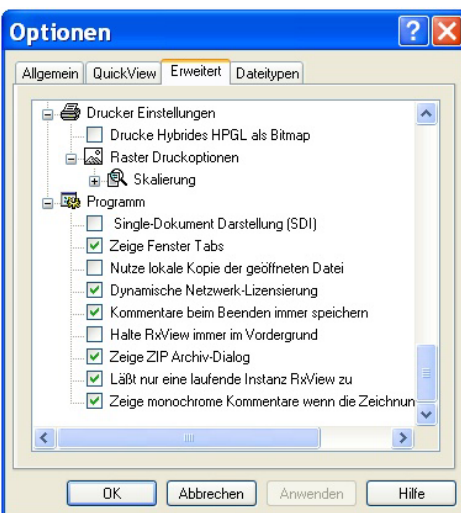 Optionen
Allgemein QuickView Erweitert Dateitypen
Drucker Einstellungen
Drucke Hybrides HPGL als Bitmap
Raster Druckoptionen
Skalierung
Programm
Single-Dokument Darstellung (SDI)
Zeige Fenster Tabs
Nutze lokale Kopie der geöffneten Datei
Dynamische Netzwerk-Lizensierung
Kommentare beim Beenden immer speichern
Halte RxView immer im Vordergrund
Zeige ZIP Archiv-Dialog
Läßt nur eine laufende Instanz RxView zu
Zeige monochrome Kommentare wenn die Zeichnun
OK Abbrechen Anwenden Hilfe